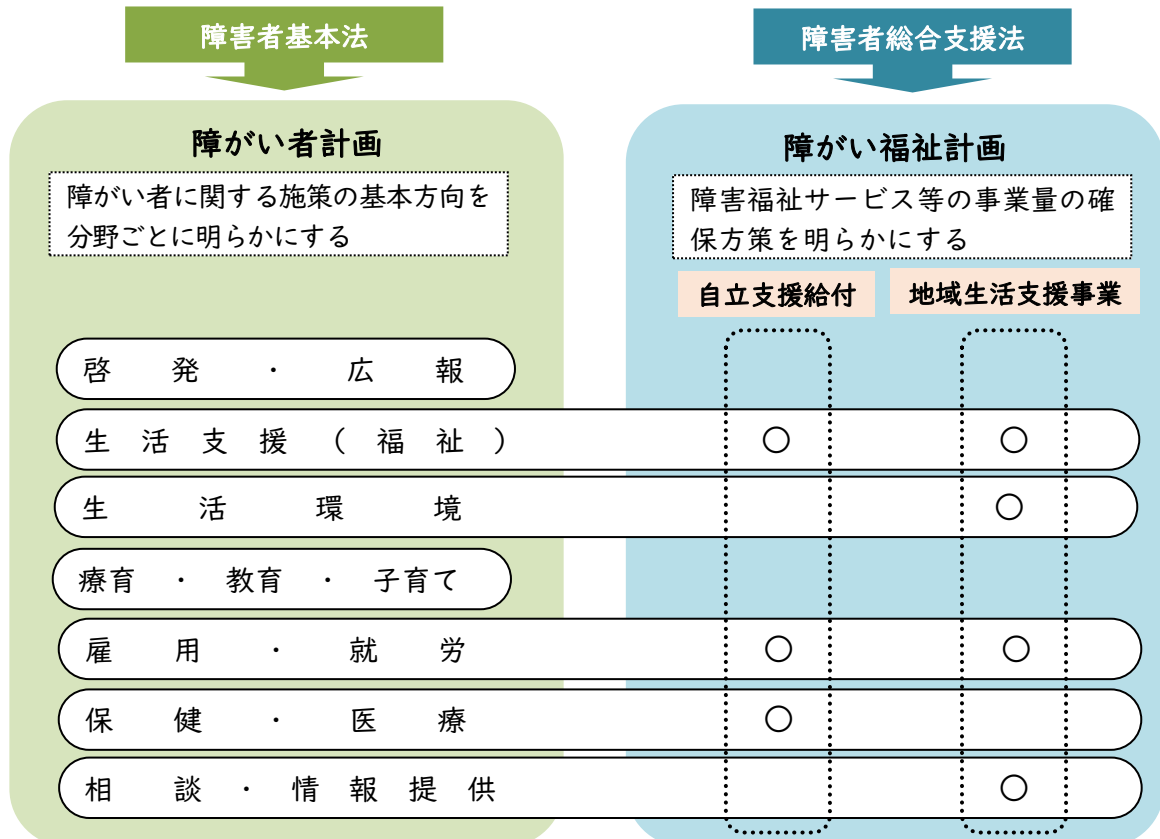 障害者基本法
障害者総合支援法
障がい者計画
障がい者に関する施策の基本方向を
分野ごとに明らかにする
障がい福祉計画
障害福祉サービス等の事業量の確
保方策を明らかにする
自立支援給付 地域生活支援事業
啓発・広報
生活支援(福祉) ○ ○
生活環境 ○
療育・教育・子育て
雇用・就労 ○ ○
保健・医療 ○
相談・情報提供 ○